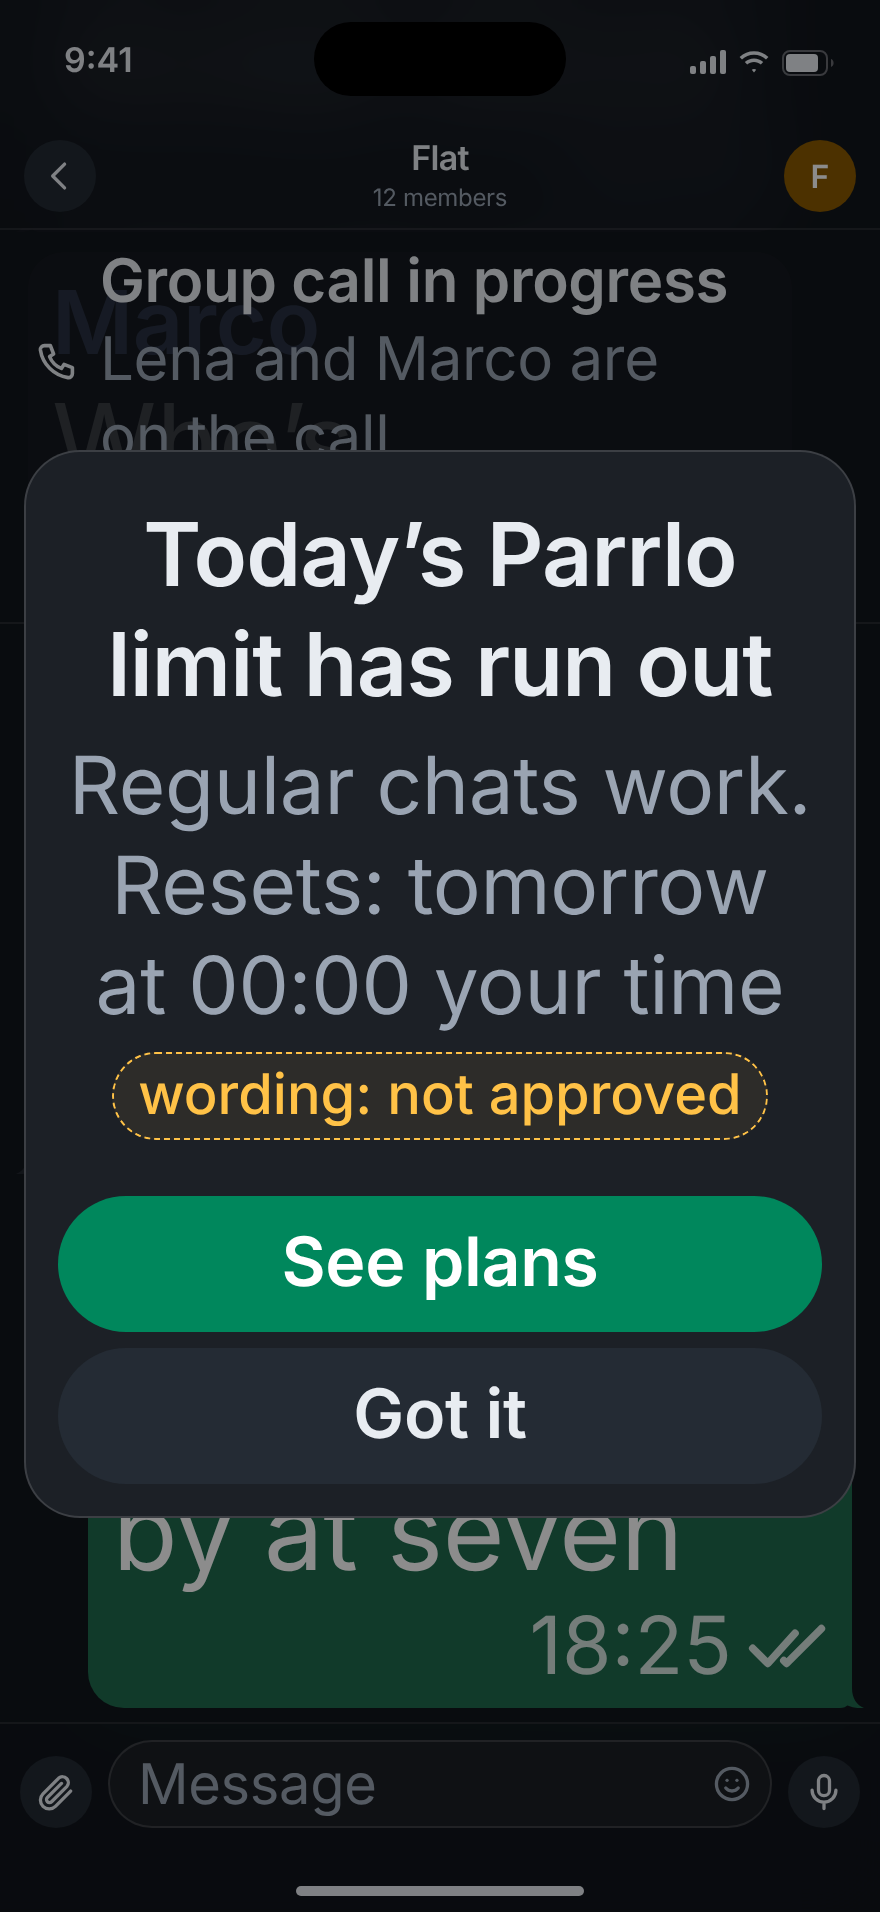 9:41
Flat
12 members
F
Group call in progress
Marco
Lena and Marco are
Who’s
on the call
Today’s Parrlo
limit has run out
Regular chats work.
Resets: tomorrow
at 00:00 your time
wording: not approved
See plans
Got it
by at seven
18:25
Message